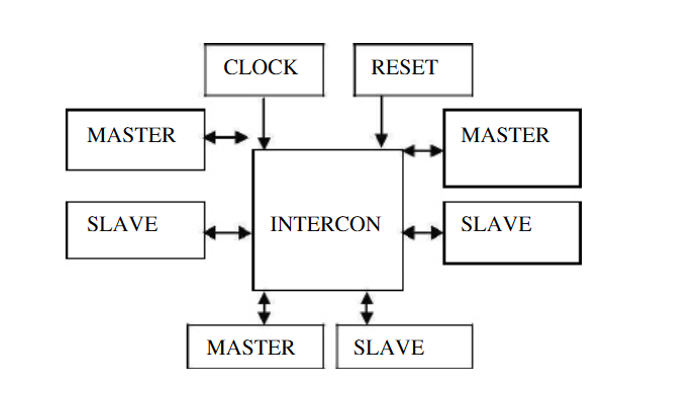 CLOCK
RESET
MASTER
MASTER
SLAVE
INTERCON
SLAVE
MASTER
SLAVE